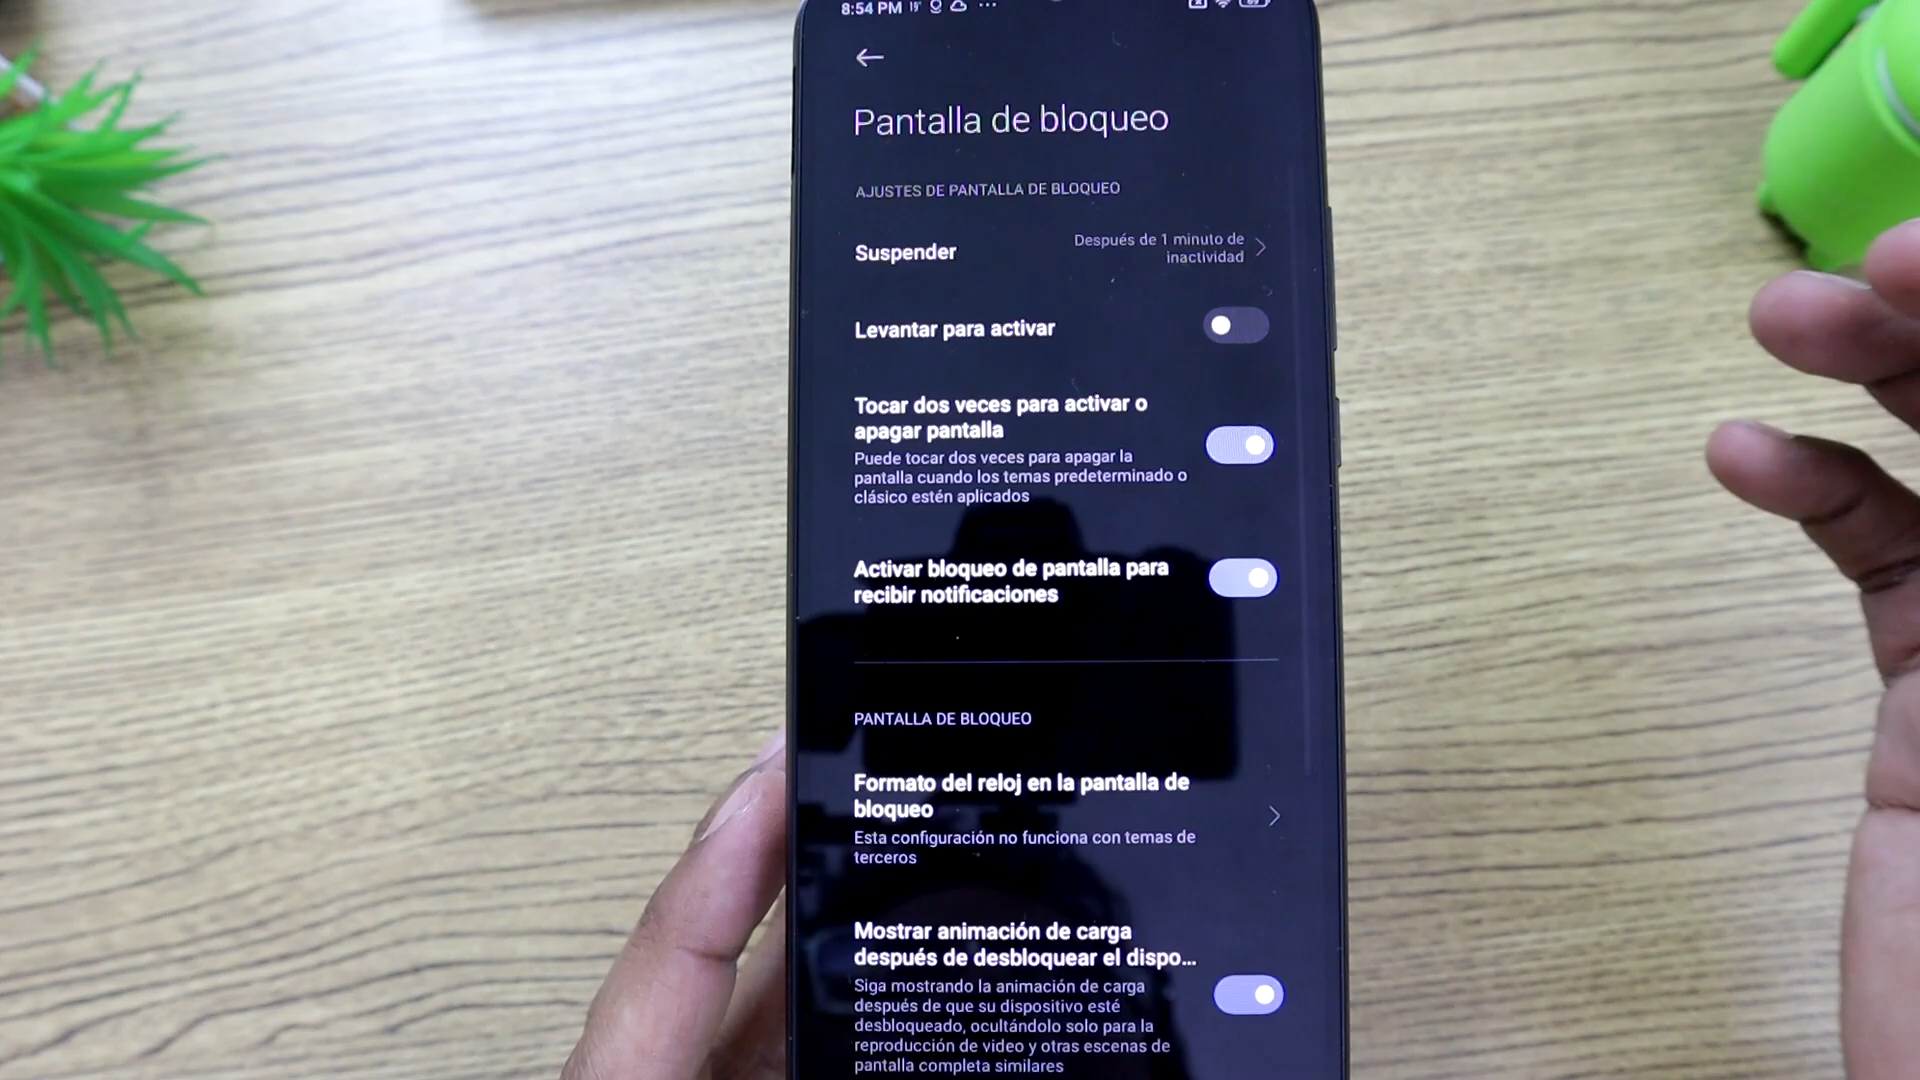 8:54 PM 19°
Pantalla de bloqueo
AJUSTES DE PANTALLA DE BLOQUEO
Suspender
Después de 1 minuto de
inactividad
Levantar para activar
Tocar dos veces para activar o
apagar pantalla
Puede tocar dos veces para apagar la
pantalla cuando los temas predeterminado o
clásico estén aplicados
Activar bloqueo de pantalla para
recibir notificaciones
PANTALLA DE BLOQUEO
Formato del reloj en la pantalla de
bloqueo
Esta configuración no funciona con temas de
terceros
Mostrar animación de carga
después de desbloquear el dispo...
Siga mostrando la animación de carga
después de que su dispositivo esté
desbloqueado, ocultándolo solo para la
reproducción de video y otras escenas de
pantalla completa similares